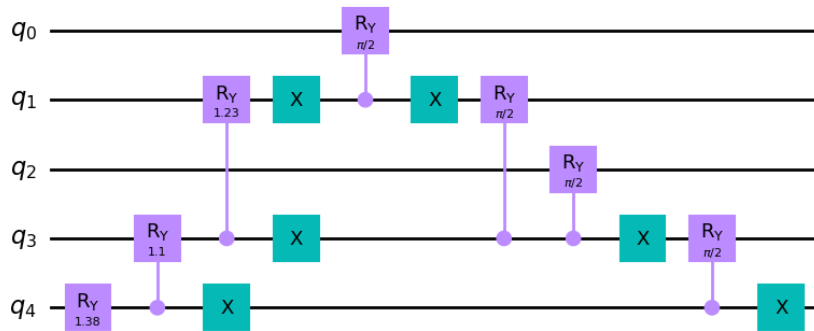 q0 RY π/2
q1 RY 1.23 X X RY π/2
q2 RY π/2
q3 RY 1.1 X X RY π/2
q4 RY 1.38 X X